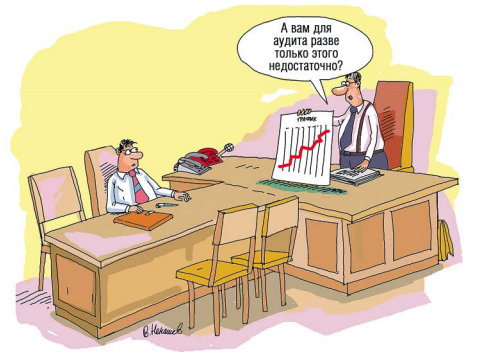 А вам для
аудита разве
только этого
недостаточно?
ГРАФИК